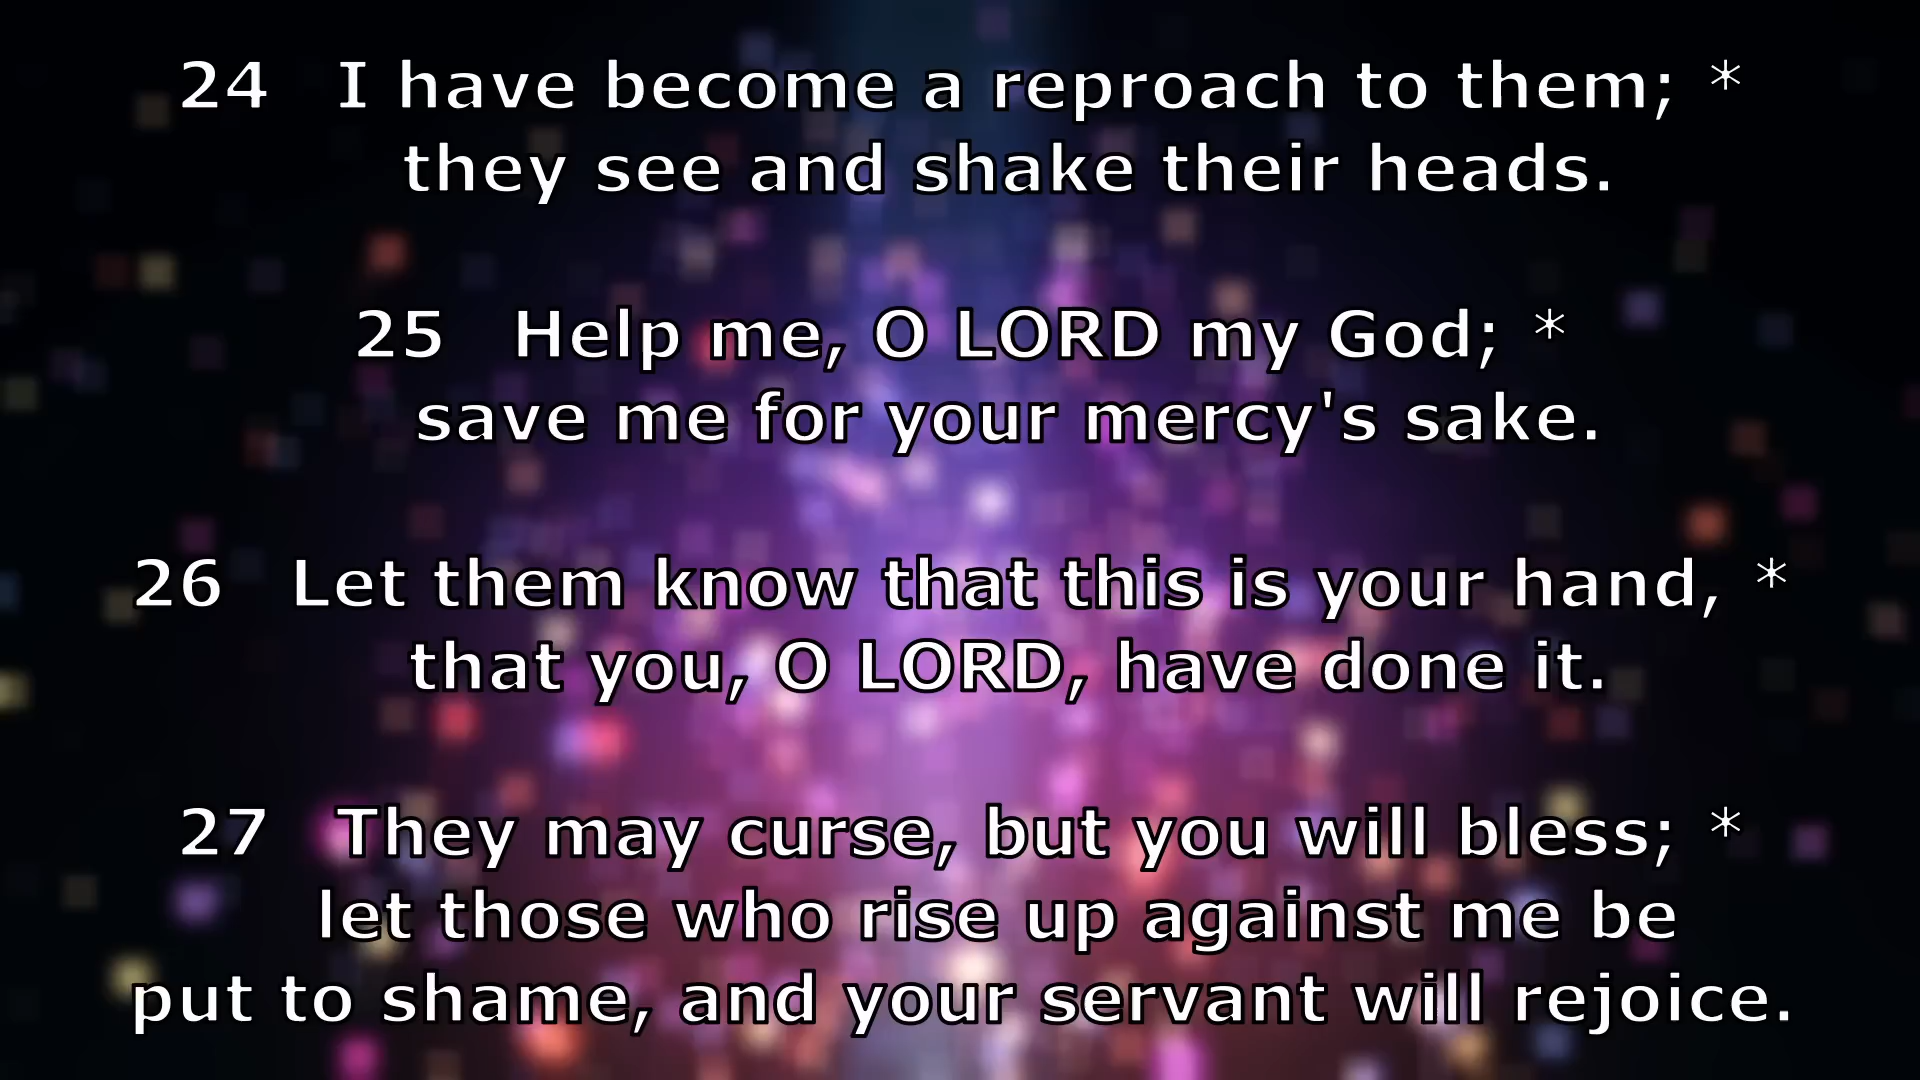 24 I have become a reproach to them; *
they see and shake their heads.
25 Help me, O LORD my God; *
save me for your mercy's sake.
26 Let them know that this is your hand, *
that you, O LORD, have done it.
27 They may curse, but you will bless; *
let those who rise up against me be
put to shame, and your servant will rejoice.